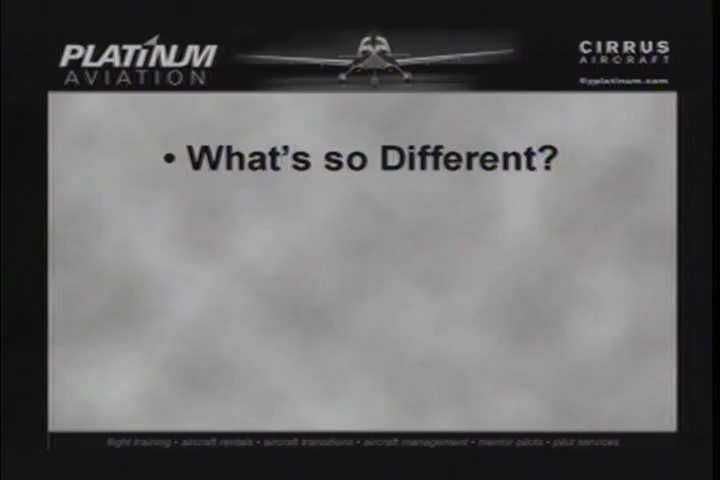 PLATINUM
AVIATION
CIRRUS
AIRCRAFT
flyplatinum.com
• What's so Different?
flight training • aircraft rentals • aircraft transitions • aircraft management • mentor pilots • pilot services